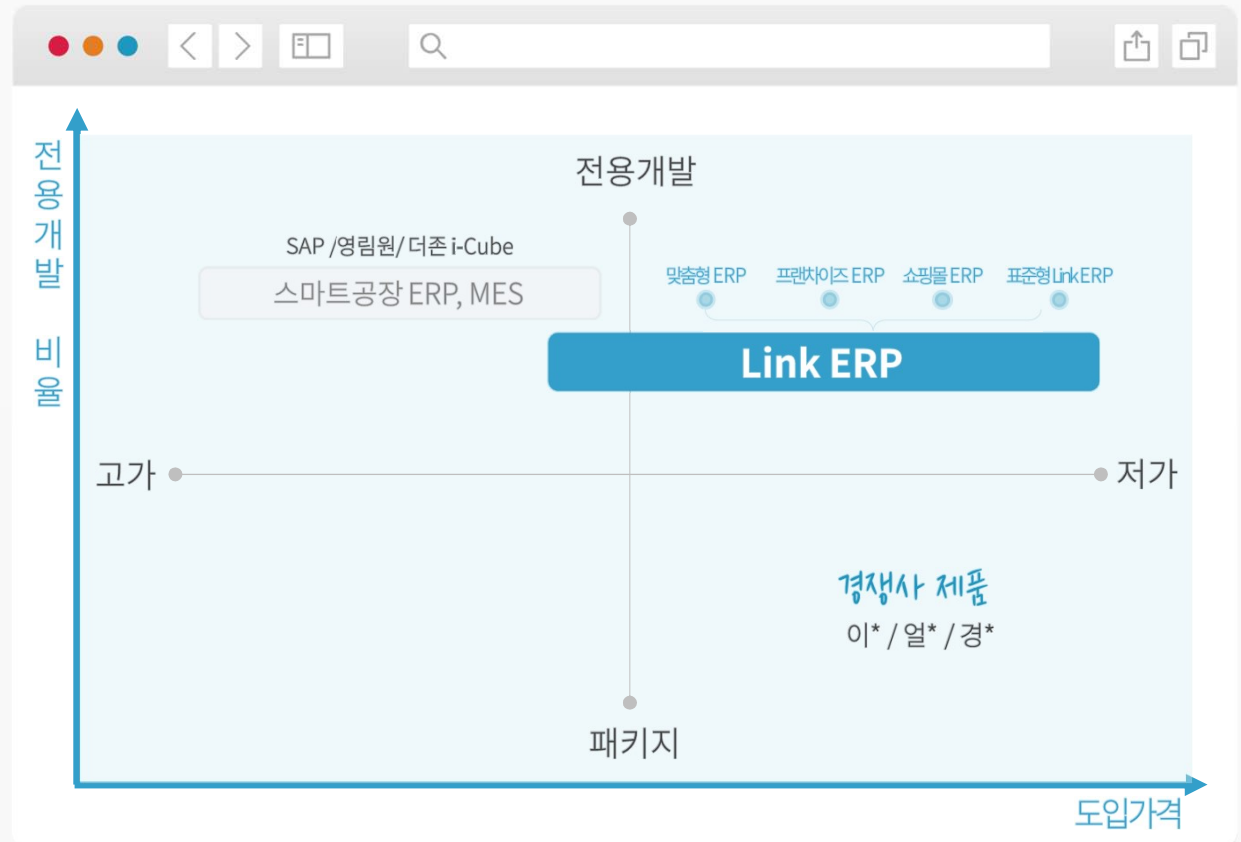 전용개발 비율
전용개발
SAP /영림원/ 더존 i-Cube
스마트공장 ERP, MES
맞춤형 ERP
프랜차이즈 ERP
쇼핑몰 ERP
표준형 Link ERP
Link ERP
고가
저가
경쟁사 제품
이* / 얼* / 경*
패키지
도입가격